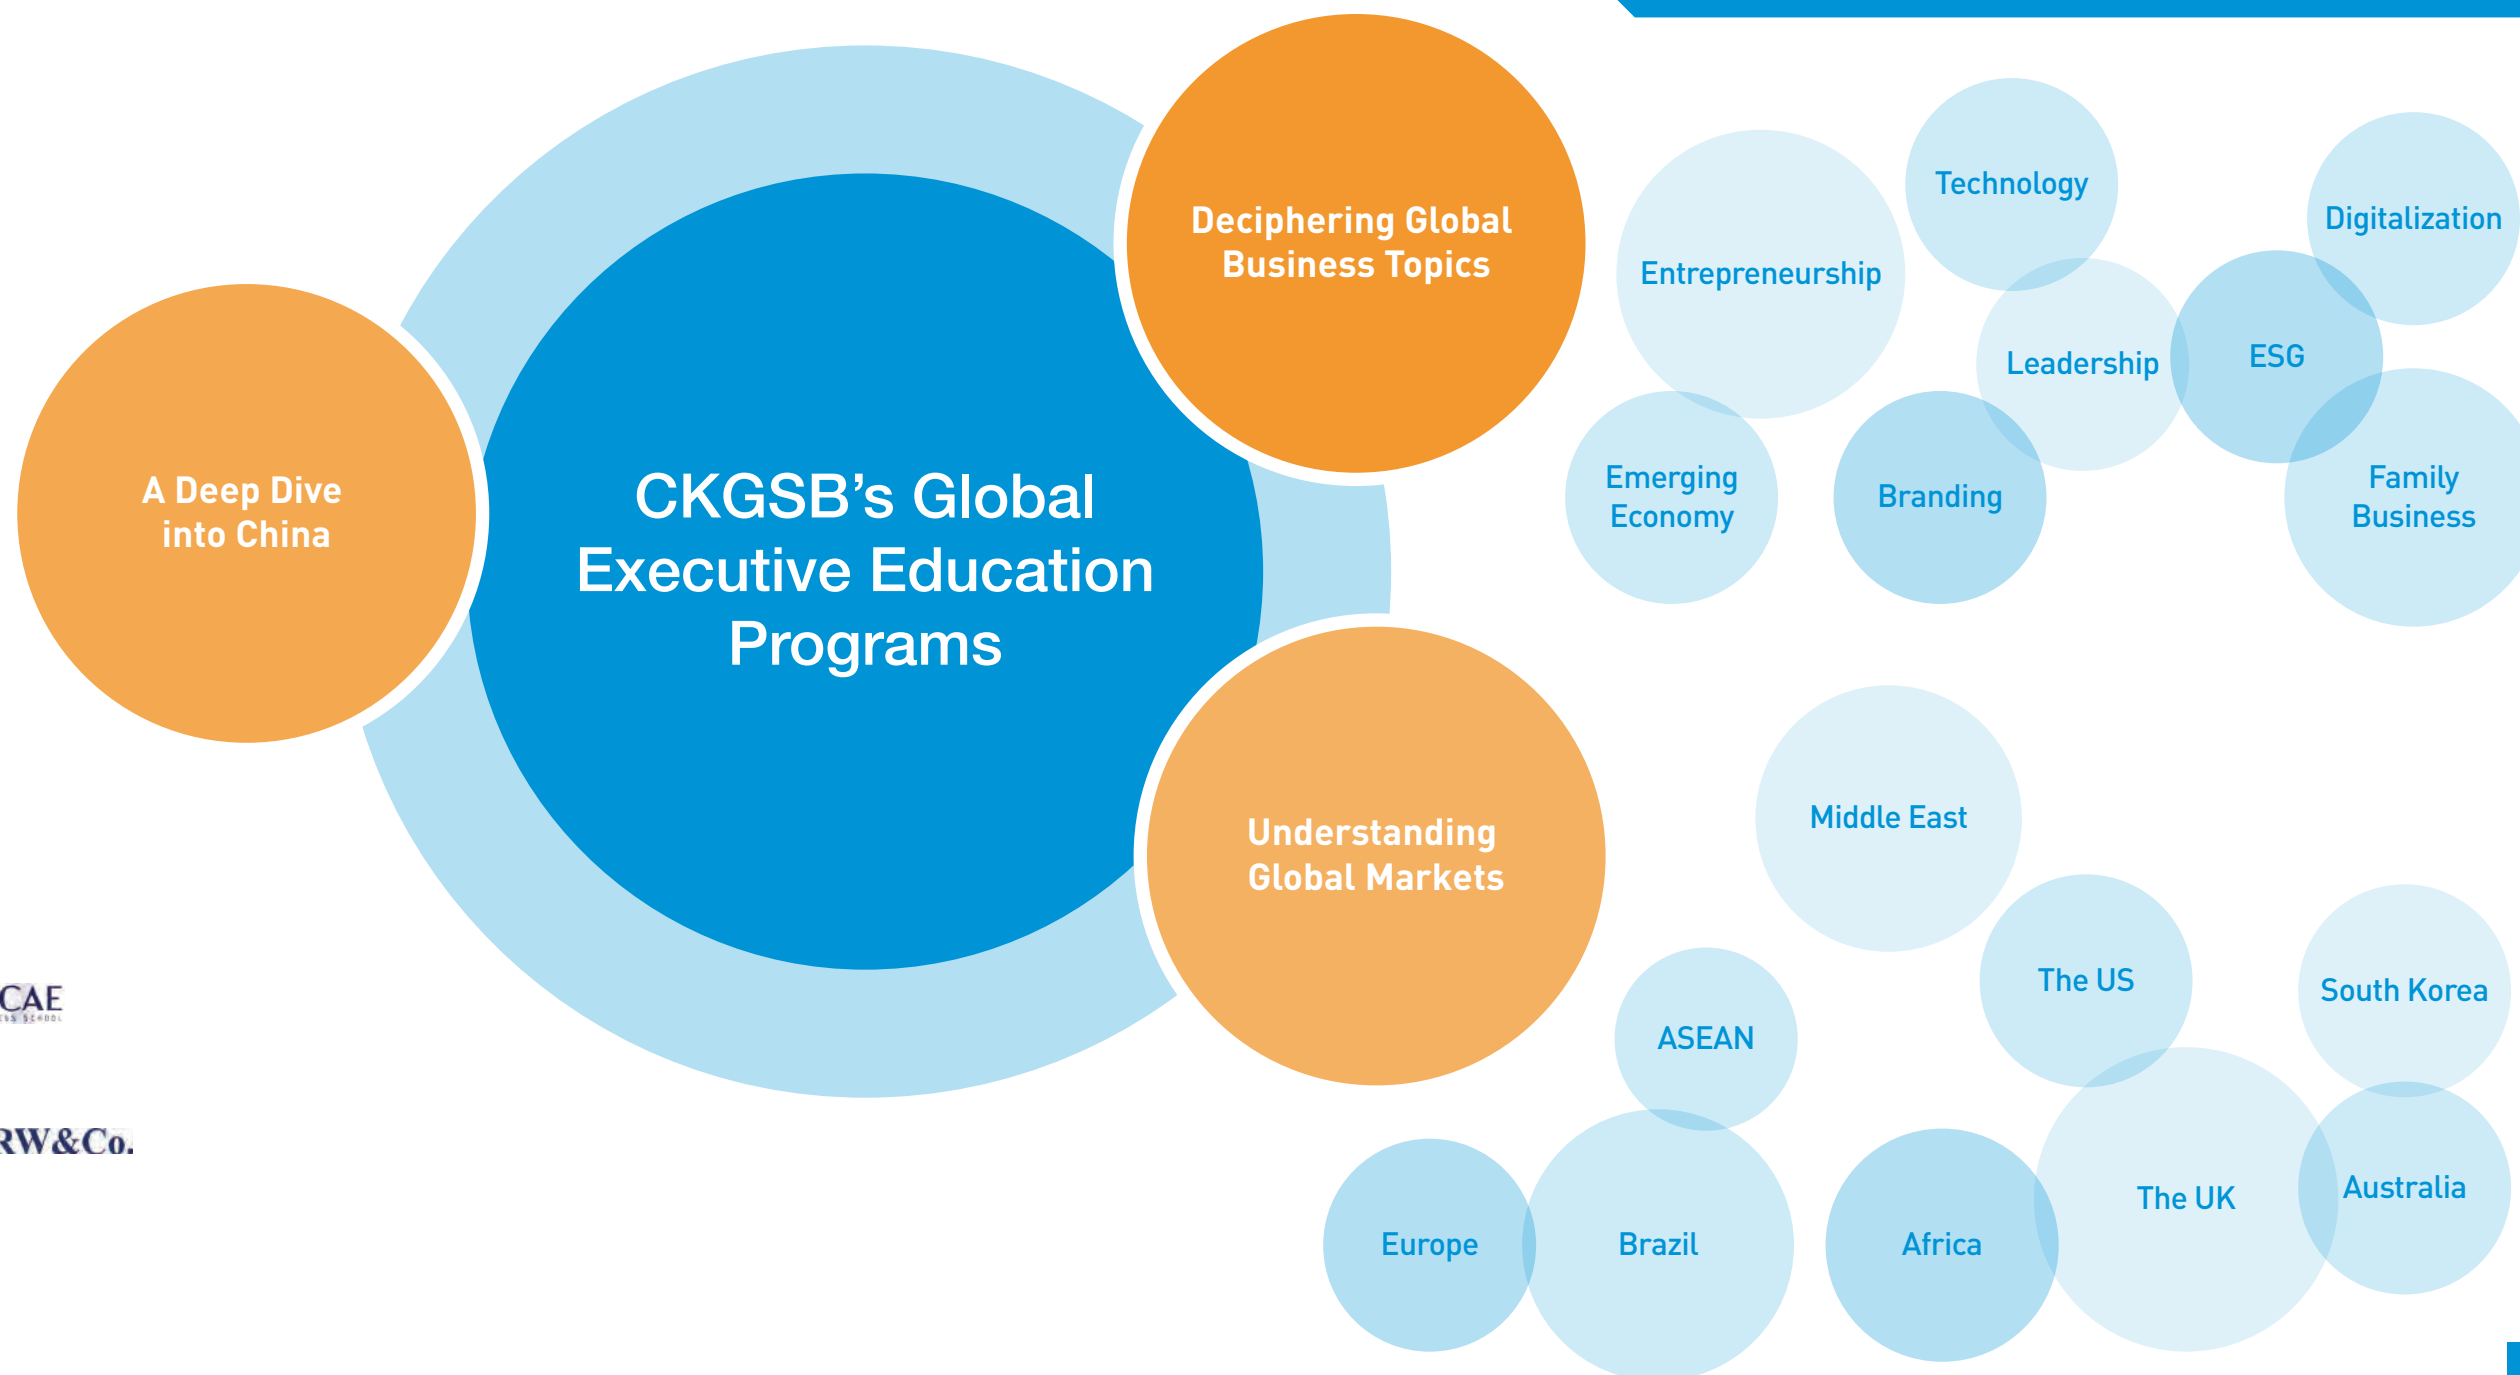 Deciphering Global
Business Topics
A Deep Dive
into China
CKGSB’s Global
Executive Education
Programs
Understanding
Global Markets
Technology
Digitalization
Entrepreneurship
Leadership
ESG
Emerging
Economy
Branding
Family
Business
Middle East
The US
South Korea
ASEAN
The UK
Australia
Europe
Brazil
Africa
CAE
RW&Co.